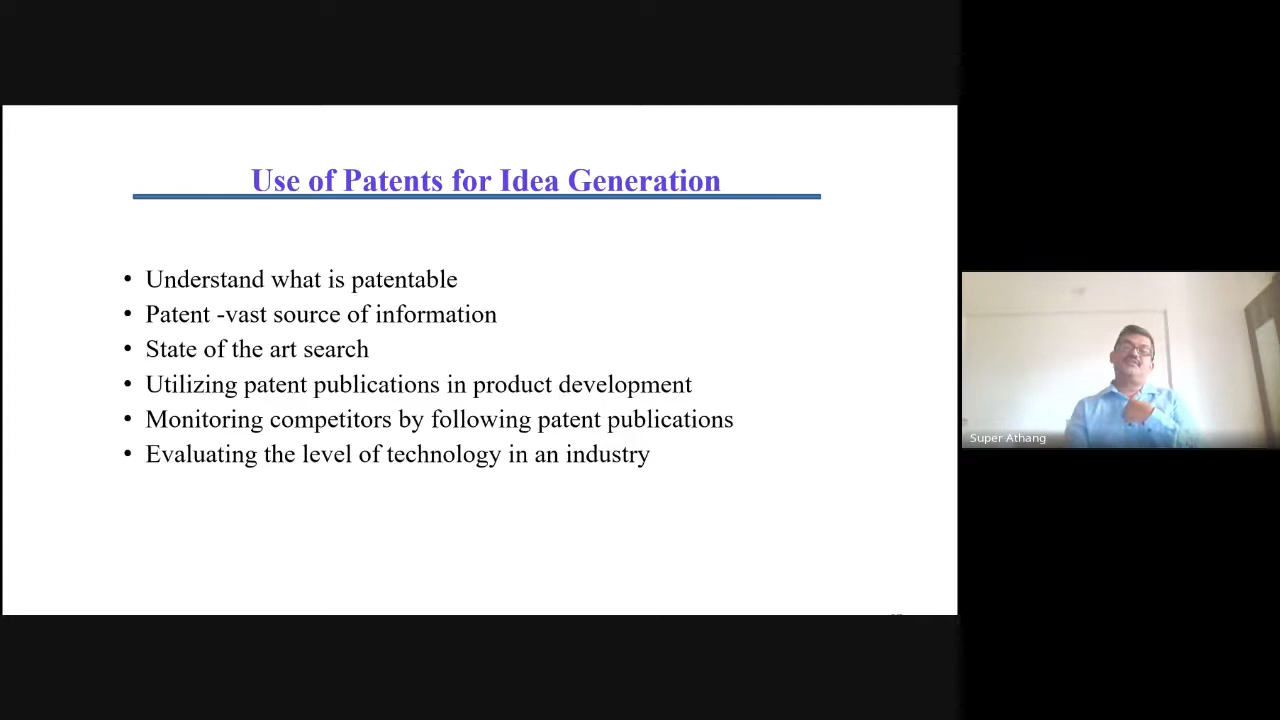 Use of Patents for Idea Generation
• Understand what is patentable
• Patent -vast source of information
• State of the art search
• Utilizing patent publications in product development
• Monitoring competitors by following patent publications
• Evaluating the level of technology in an industry
Super Athang